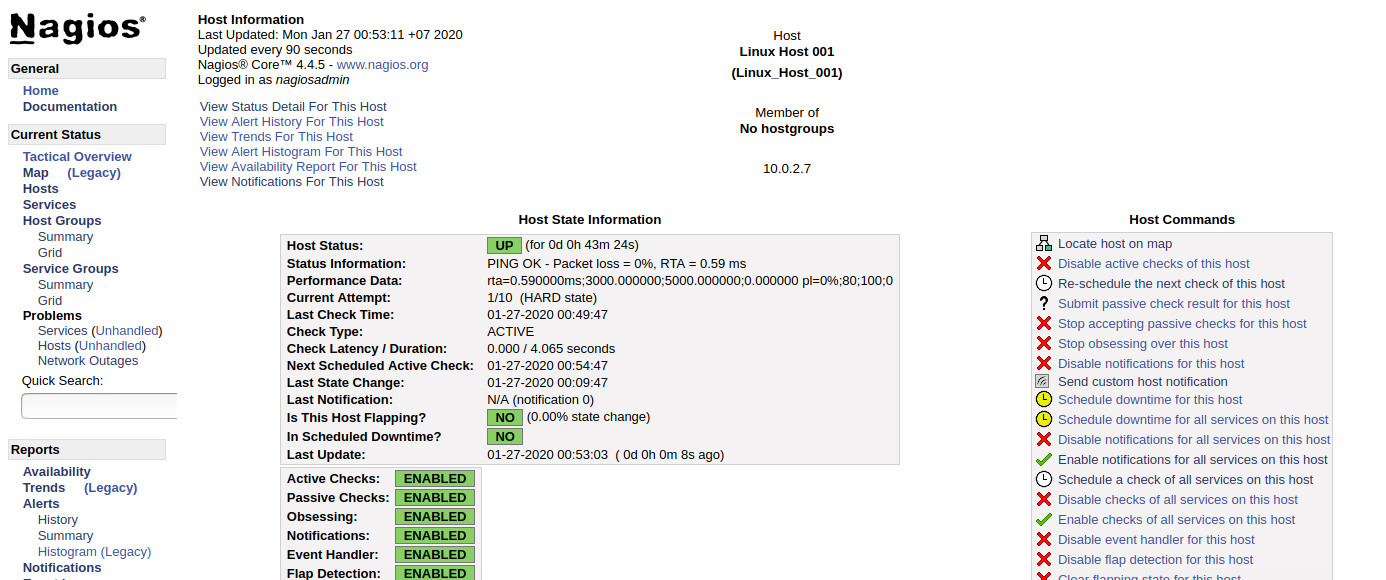 Nagios®
General
Home
Documentation
Current Status
Tactical Overview
Map (Legacy)
Hosts
Services
Host Groups
Summary
Grid
Service Groups
Summary
Grid
Problems
Services (Unhandled)
Hosts (Unhandled)
Network Outages
Quick Search:
Reports
Availability
Trends (Legacy)
Alerts
History
Summary
Histogram (Legacy)
Notifications
Host Information
Last Updated: Mon Jan 27 00:53:11 +07 2020
Updated every 90 seconds
Nagios® Core™ 4.4.5 - www.nagios.org
Logged in as nagiosadmin
View Status Detail For This Host
View Alert History For This Host
View Trends For This Host
View Alert Histogram For This Host
View Availability Report For This Host
View Notifications For This Host
Host
Linux Host 001
(Linux_Host_001)
Member of
No hostgroups
10.0.2.7
Host State Information
Host Status: UP (for 0d 0h 43m 24s)
Status Information: PING OK - Packet loss = 0%, RTA = 0.59 ms
Performance Data: rta=0.590000ms;3000.000000;5000.000000;0.000000 pl=0%;80;100;0
Current Attempt: 1/10 (HARD state)
Last Check Time: 01-27-2020 00:49:47
Check Type: ACTIVE
Check Latency / Duration: 0.000 / 4.065 seconds
Next Scheduled Active Check: 01-27-2020 00:54:47
Last State Change: 01-27-2020 00:09:47
Last Notification: N/A (notification 0)
Is This Host Flapping? NO (0.00% state change)
In Scheduled Downtime? NO
Last Update: 01-27-2020 00:53:03 ( 0d 0h 0m 8s ago)
Active Checks: ENABLED
Passive Checks: ENABLED
Obsessing: ENABLED
Notifications: ENABLED
Event Handler: ENABLED
Flap Detection: ENABLED
Host Commands
Locate host on map
Disable active checks of this host
Re-schedule the next check of this host
? Submit passive check result for this host
Stop accepting passive checks for this host
Stop obsessing over this host
Disable notifications for this host
Send custom host notification
Schedule downtime for this host
Schedule downtime for all services on this host
Disable notifications for all services on this host
Enable notifications for all services on this host
Schedule a check of all services on this host
Disable checks of all services on this host
Enable checks of all services on this host
Disable event handler for this host
Disable flap detection for this host
Clear flapping state for this host